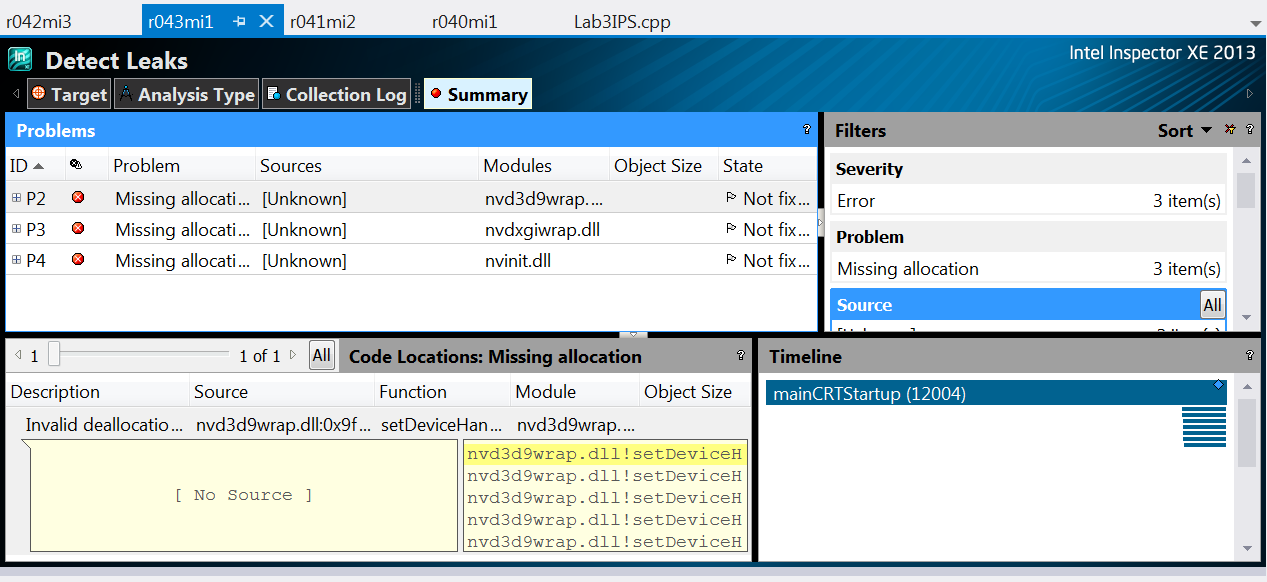 r042mi3 r043mi1 r041mi2 r040mi1 Lab3IPS.cpp
Detect Leaks
Intel Inspector XE 2013
Target Analysis Type Collection Log Summary
Problems ?
ID Problem Sources Modules Object Size State
P2 Missing allocati... [Unknown] nvd3d9wrap.... Not fix...
P3 Missing allocati... [Unknown] nvdxgiwrap.dll Not fix...
P4 Missing allocati... [Unknown] nvinit.dll Not fix...
Filters Sort ?
Severity
Error 3 item(s)
Problem
Missing allocation 3 item(s)
Source All
1 1 of 1 All Code Locations: Missing allocation ?
Description Source Function Module Object Size
Invalid deallocatio... nvd3d9wrap.dll:0x9f... setDeviceHan... nvd3d9wrap....
[ No Source ]
nvd3d9wrap.dll!setDeviceH
nvd3d9wrap.dll!setDeviceH
nvd3d9wrap.dll!setDeviceH
nvd3d9wrap.dll!setDeviceH
nvd3d9wrap.dll!setDeviceH
Timeline ?
mainCRTStartup (12004)